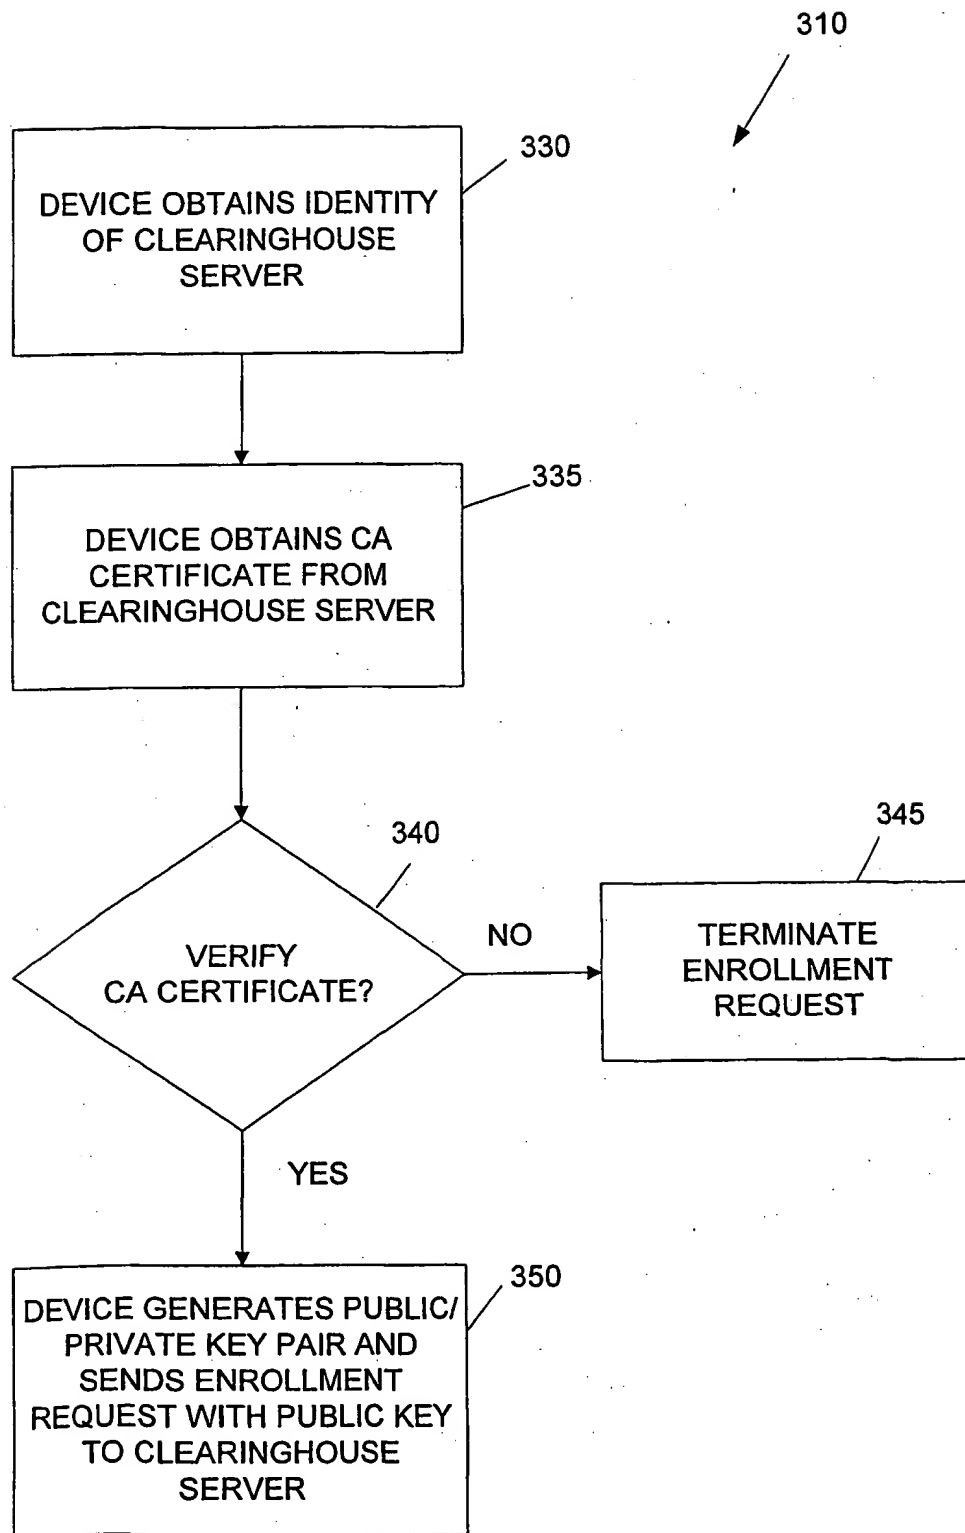 310
330
DEVICE OBTAINS IDENTITY
OF CLEARINGHOUSE
SERVER
335
DEVICE OBTAINS CA
CERTIFICATE FROM
CLEARINGHOUSE SERVER
340
345
VERIFY
CA CERTIFICATE?
NO
TERMINATE
ENROLLMENT
REQUEST
YES
350
DEVICE GENERATES PUBLIC/
PRIVATE KEY PAIR AND
SENDS ENROLLMENT
REQUEST WITH PUBLIC KEY
TO CLEARINGHOUSE
SERVER